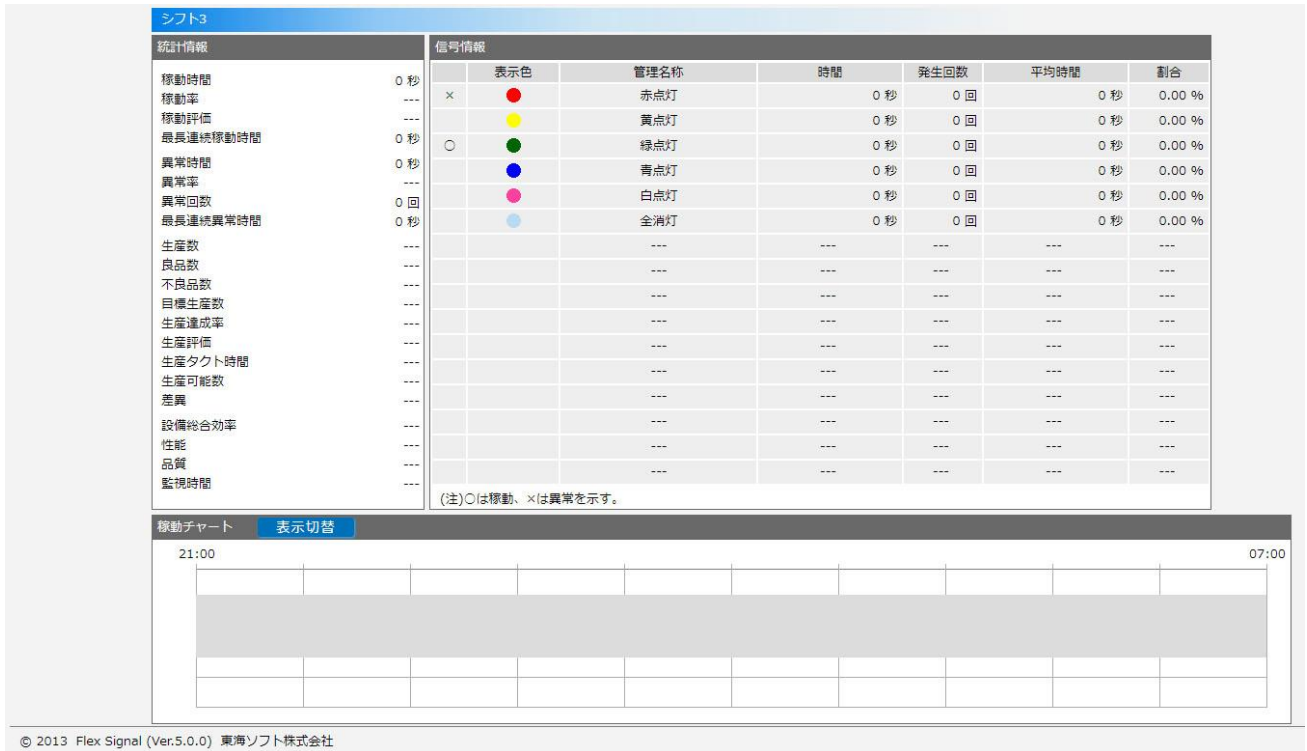 シフト3
統計情報
稼動時間 0 秒
稼動率 ---
稼動評価 ---
最長連続稼動時間 0 秒
異常時間 0 秒
異常率 ---
異常回数 0 回
最長連続異常時間 0 秒
生産数 ---
良品数 ---
不良品数 ---
目標生産数 ---
生産達成率 ---
生産評価 ---
生産タクト時間 ---
生産可能数 ---
差異 ---
設備総合効率 ---
性能 ---
品質 ---
監視時間 ---
信号情報
表示色 管理名称 時間 発生回数 平均時間 割合
× 赤点灯 0 秒 0 回 0 秒 0.00 %
黄点灯 0 秒 0 回 0 秒 0.00 %
○ 緑点灯 0 秒 0 回 0 秒 0.00 %
青点灯 0 秒 0 回 0 秒 0.00 %
白点灯 0 秒 0 回 0 秒 0.00 %
全消灯 0 秒 0 回 0 秒 0.00 %
--- --- --- --- ---
--- --- --- --- ---
--- --- --- --- ---
--- --- --- --- ---
--- --- --- --- ---
--- --- --- --- ---
--- --- --- --- ---
--- --- --- --- ---
--- --- --- --- ---
--- --- --- --- ---
(注)○は稼動、×は異常を示す。
稼動チャート 表示切替
21:00 07:00
© 2013 Flex Signal (Ver.5.0.0) 東海ソフト株式会社